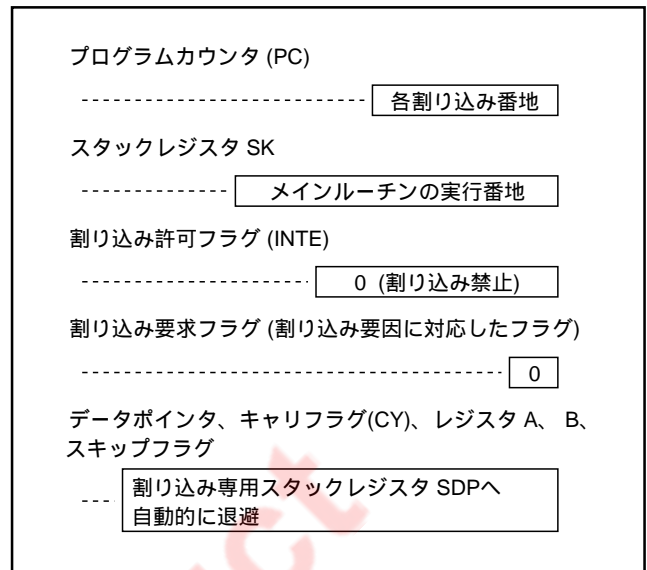 プログラムカウンタ (PC)
各割り込み番地
スタックレジスタ SK
メインルーチンの実行番地
割り込み許可フラグ (INTE)
0 (割り込み禁止)
割り込み要求フラグ (割り込み要因に対応したフラグ)
0
データポインタ、キャリフラグ(CY)、レジスタ A、 B、
スキップフラグ
割り込み専用スタックレジスタ SDPへ
自動的に退避